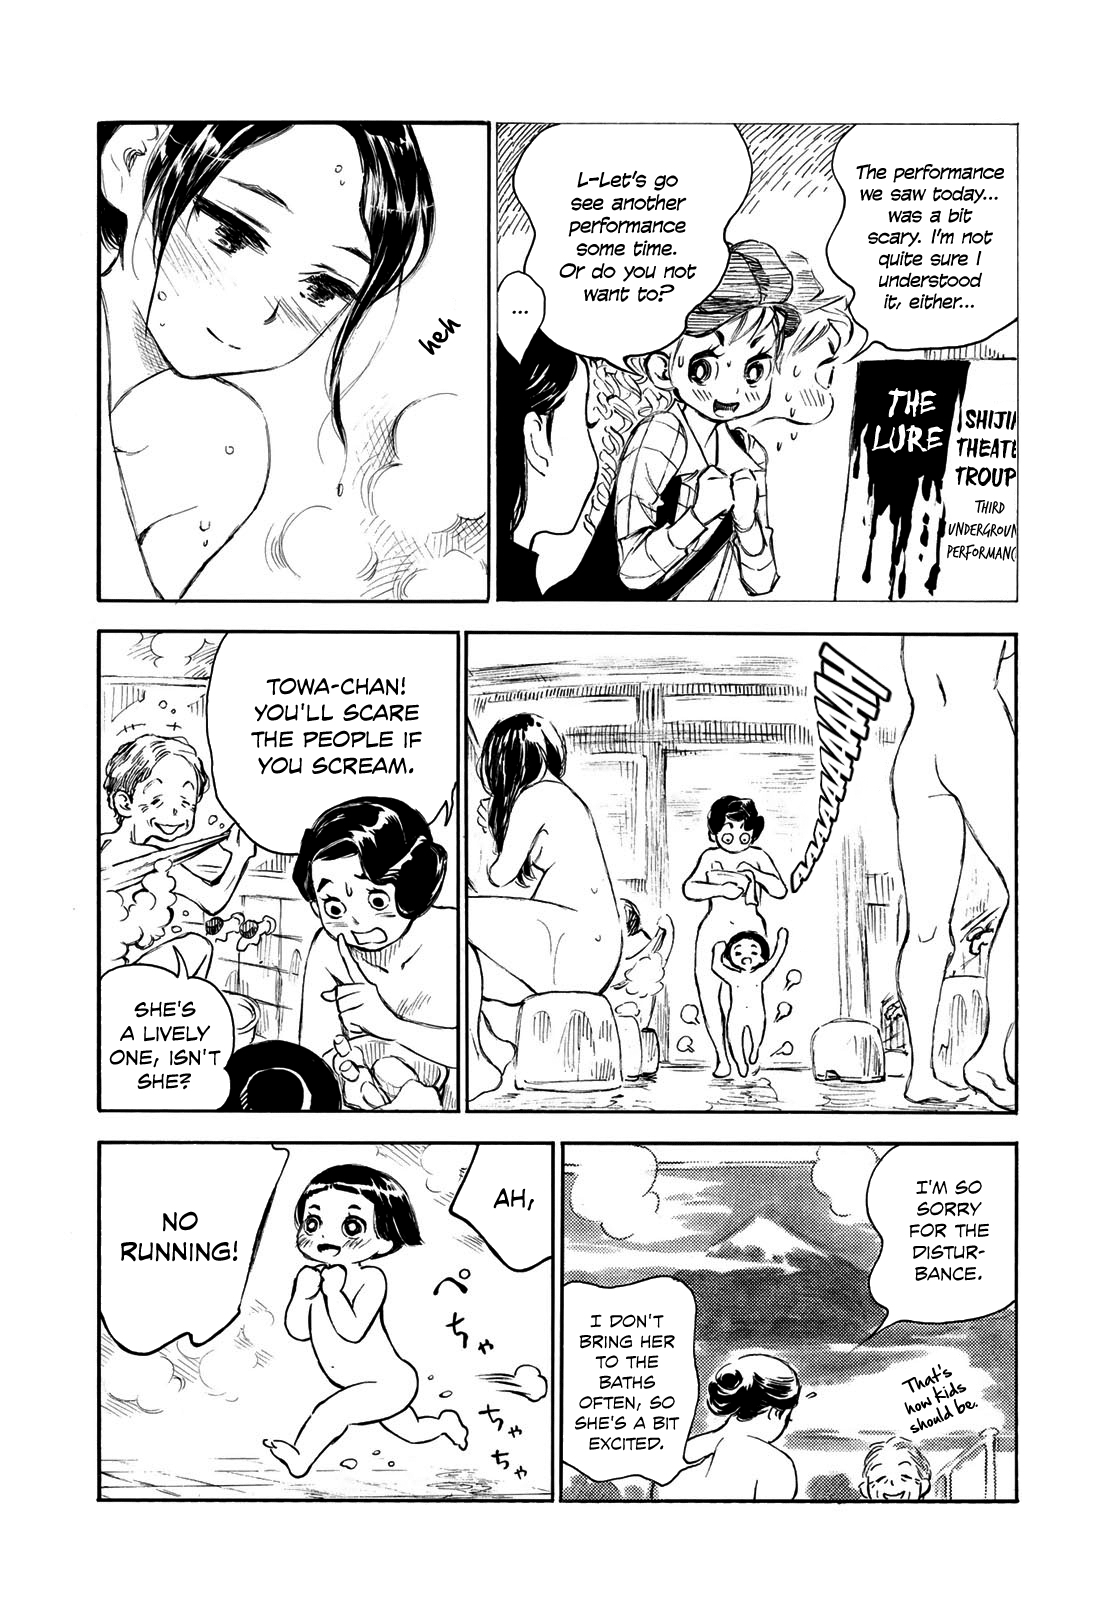 The performance
we saw today...
was a bit
scary. I'm not
quite sure I
understood
it, either...
L-Let's go
see another
performance
some time.
Or do you not
want to?
...
THE
LURE
SHIJI
THEATE
TROUP
THIRD
UNDERGROUN
PERFORMANC
heh
AHHHAAAAAAAAAA
TOWA-CHAN!
YOU'LL SCARE
THE PEOPLE IF
YOU SCREAM.
SHE'S
A LIVELY
ONE, ISN'T
SHE?
I'M SO
SORRY
FOR THE
DISTUR-
BANCE.
I DON'T
BRING HER
TO THE
BATHS
OFTEN, SO
SHE'S A BIT
EXCITED.
That's
how kids
should be.
AH,
ぺちゃ
ちゃちゃ
NO
RUNNING!